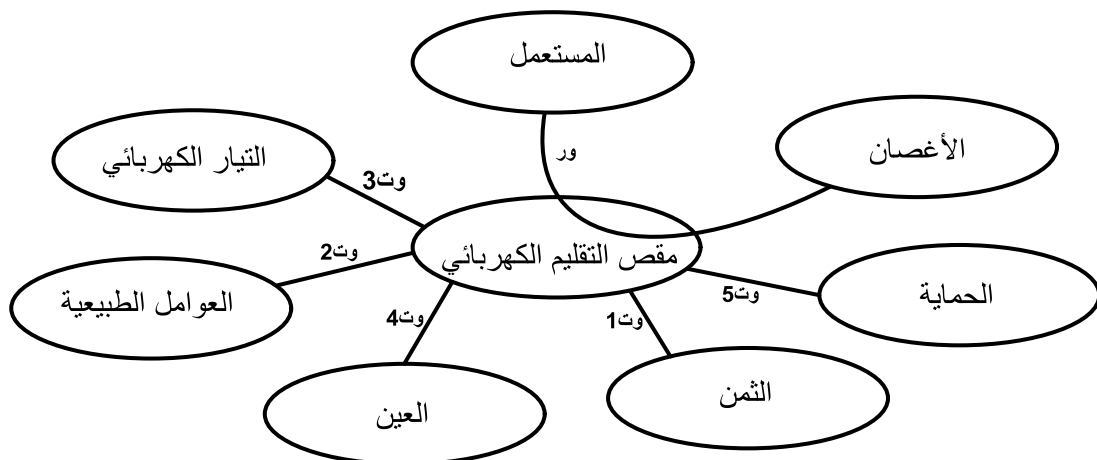 المستعمل
الأغصان
ور
التيار الكهربائي
وت3
مقص التقليم الكهربائي
وت2
العوامل الطبيعية
الحماية
وت5
وت4
وت1
العين
الثمن